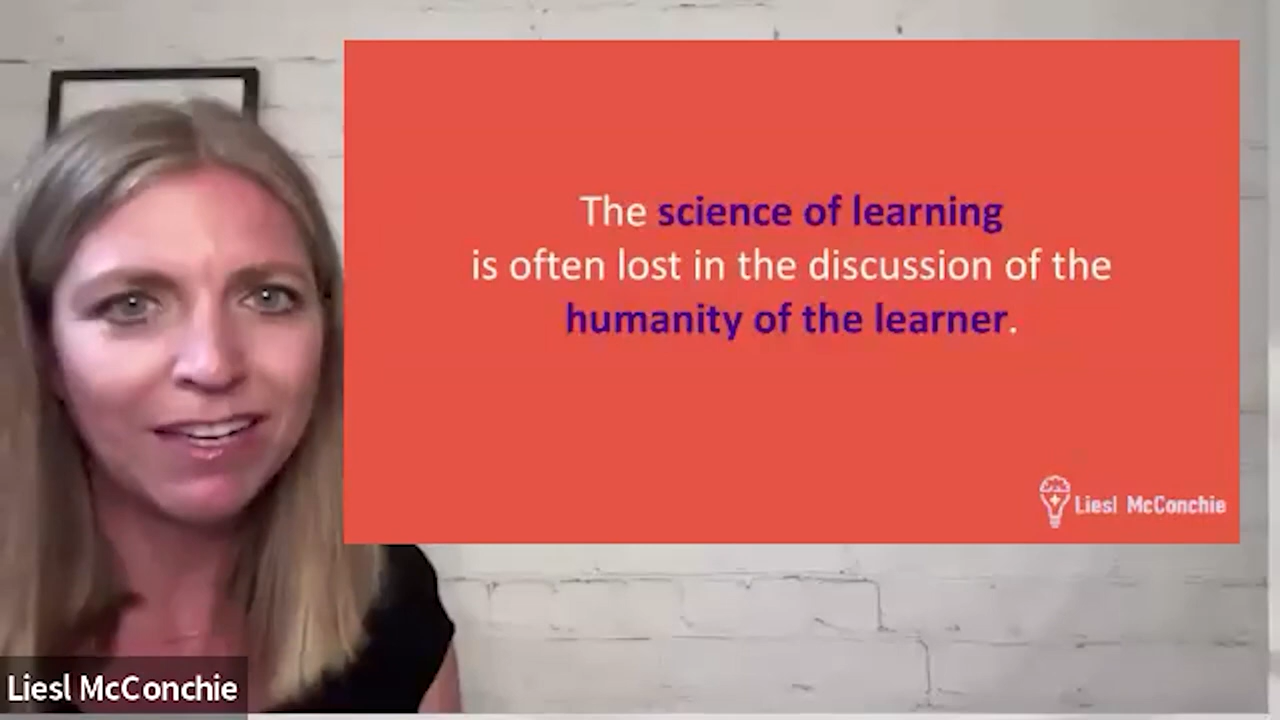 The science of learning
is often lost in the discussion of the
humanity of the learner.
Liesl McConchie
Liesl McConchie